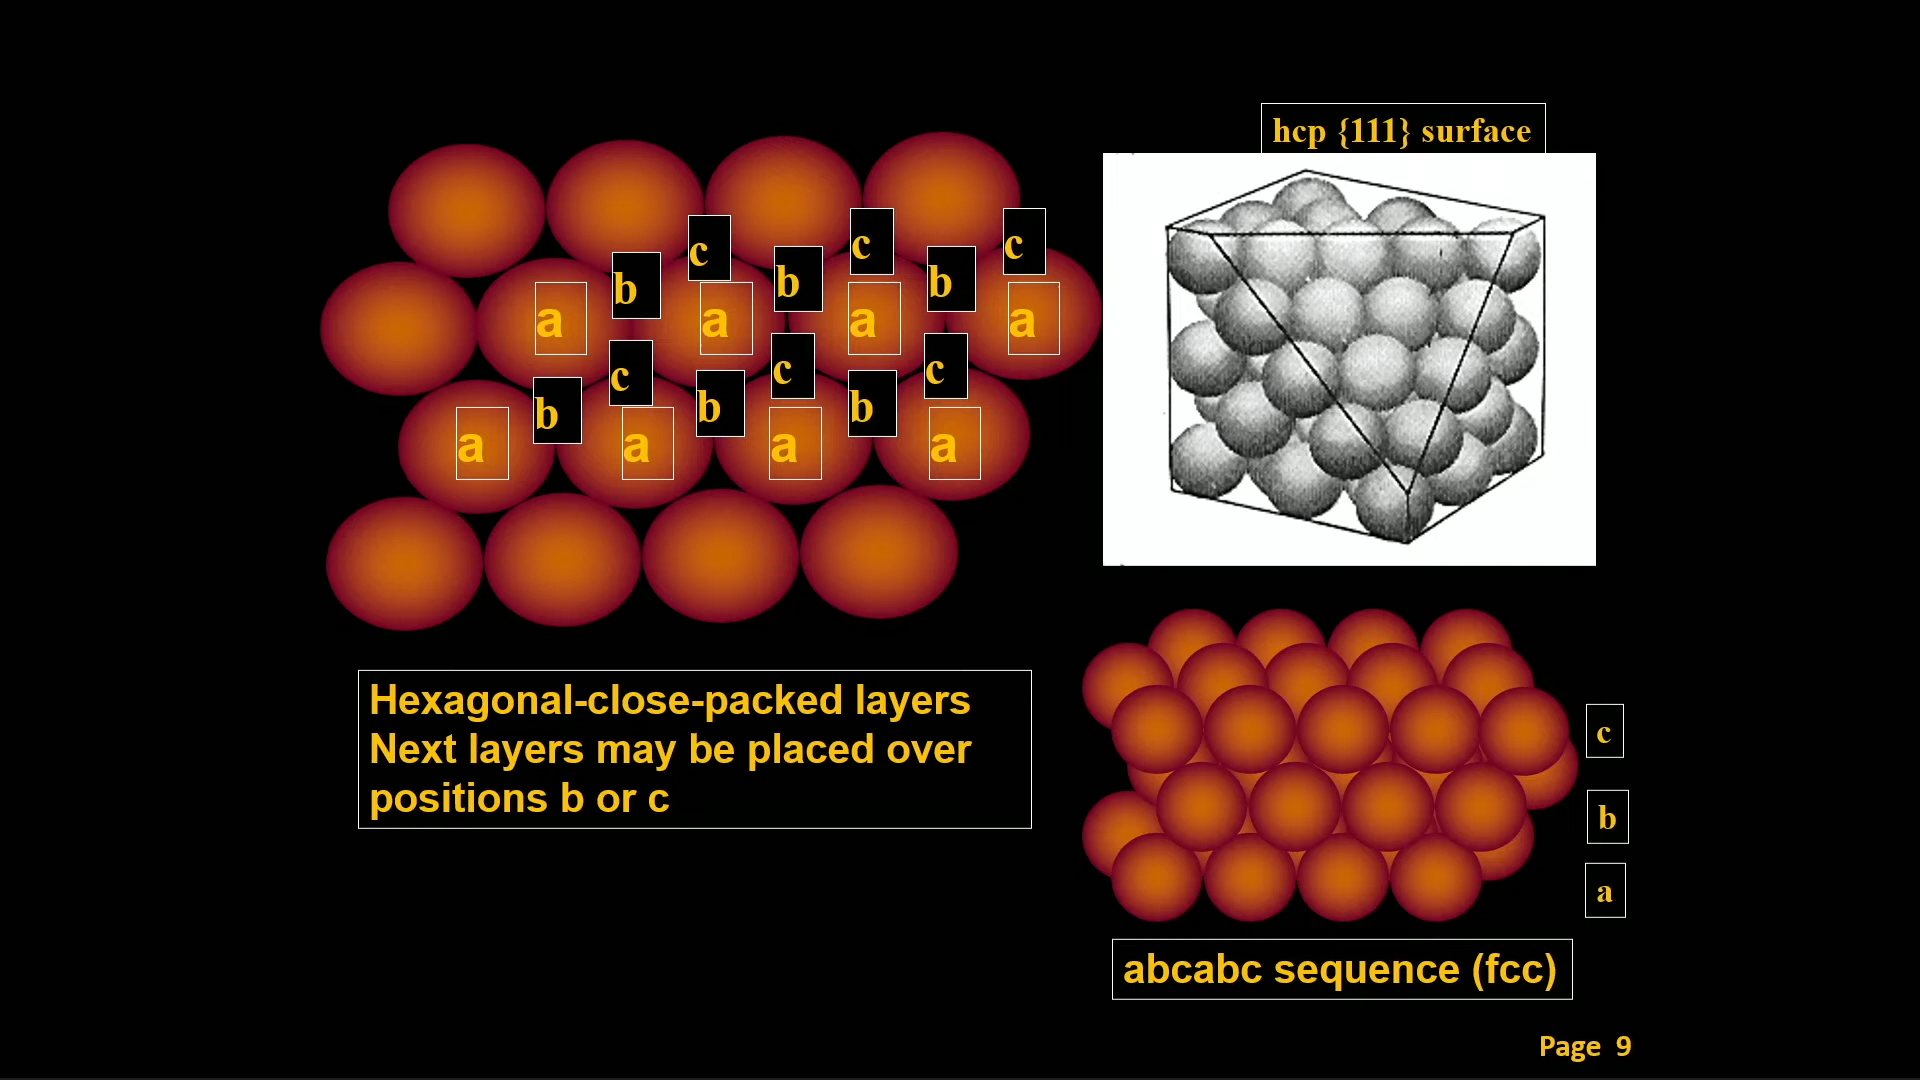 hcp {111} surface
c c c
b b b
a a a a
c c c
b b b
a a a a
Hexagonal-close-packed layers
Next layers may be placed over
positions b or c
c
b
a
abcabc sequence (fcc)
Page 9